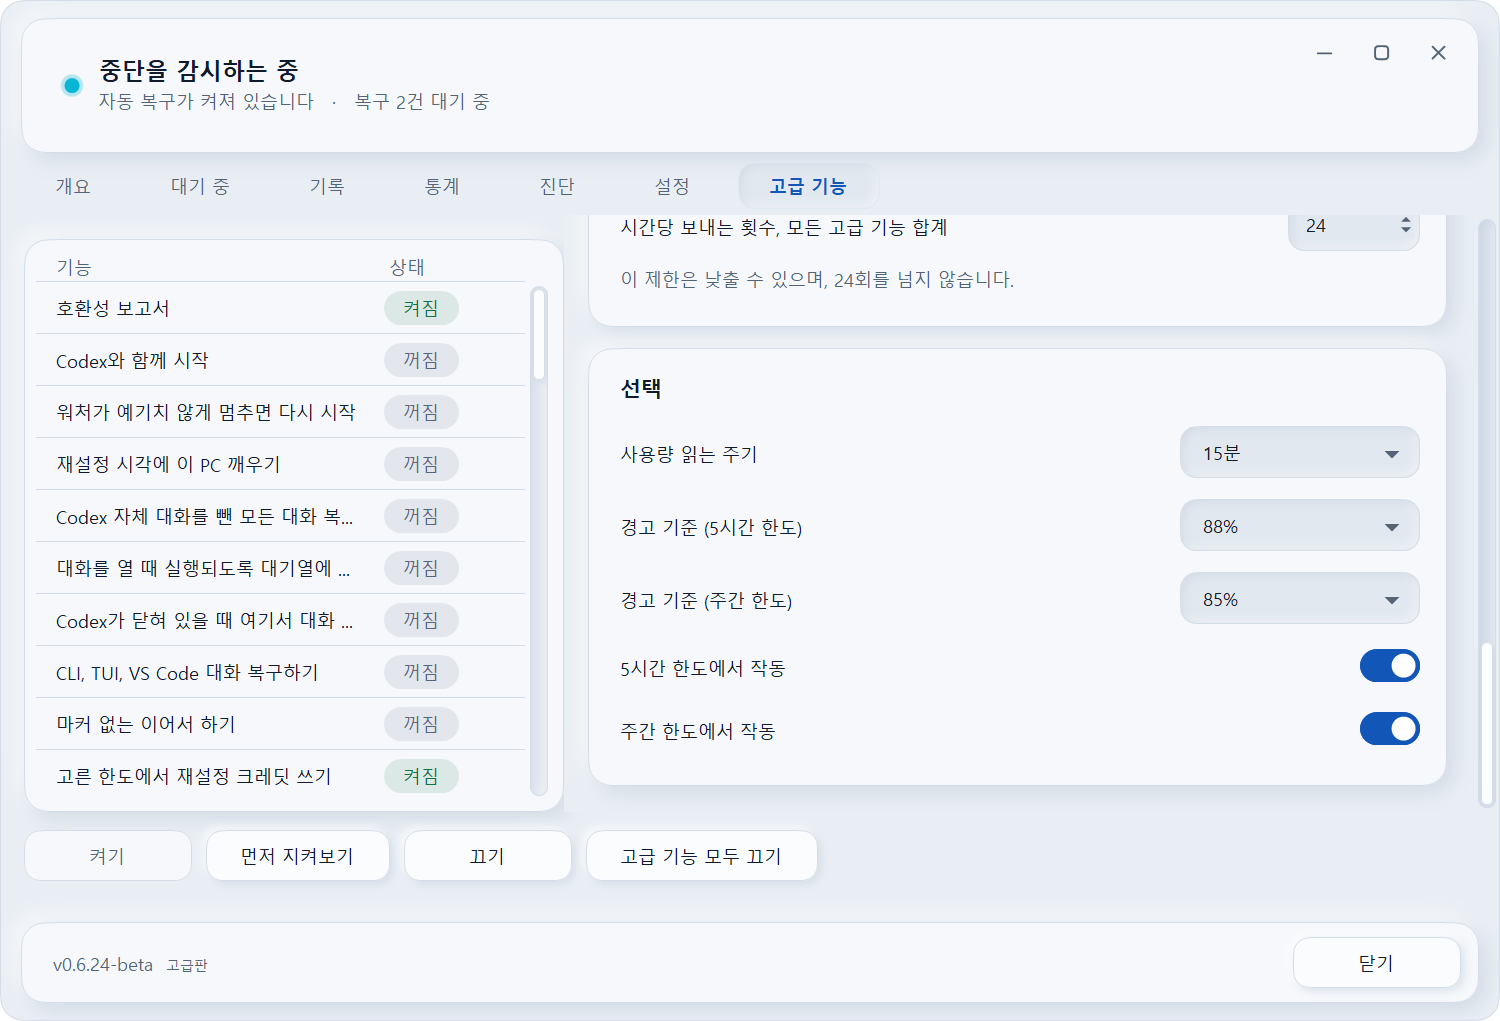 중단을 감시하는 중
자동 복구가 켜져 있습니다 · 복구 2건 대기 중
개요 대기 중 기록 통계 진단 설정 고급 기능
기능 상태
호환성 보고서 켜짐
Codex와 함께 시작 꺼짐
워처가 예기치 않게 멈추면 다시 시작 꺼짐
재설정 시각에 이 PC 깨우기 꺼짐
Codex 자체 대화를 뺀 모든 대화 복... 꺼짐
대화를 열 때 실행되도록 대기열에 ... 꺼짐
Codex가 닫혀 있을 때 여기서 대화 ... 꺼짐
CLI, TUI, VS Code 대화 복구하기 꺼짐
마커 없는 이어서 하기 꺼짐
고른 한도에서 재설정 크레딧 쓰기 켜짐
시간당 보내는 횟수, 모든 고급 기능 합계 24
이 제한은 낮출 수 있으며, 24회를 넘지 않습니다.
선택
사용량 읽는 주기 15분
경고 기준 (5시간 한도) 88%
경고 기준 (주간 한도) 85%
5시간 한도에서 작동
주간 한도에서 작동
켜기 먼저 지켜보기 끄기 고급 기능 모두 끄기
v0.6.24-beta 고급판 닫기